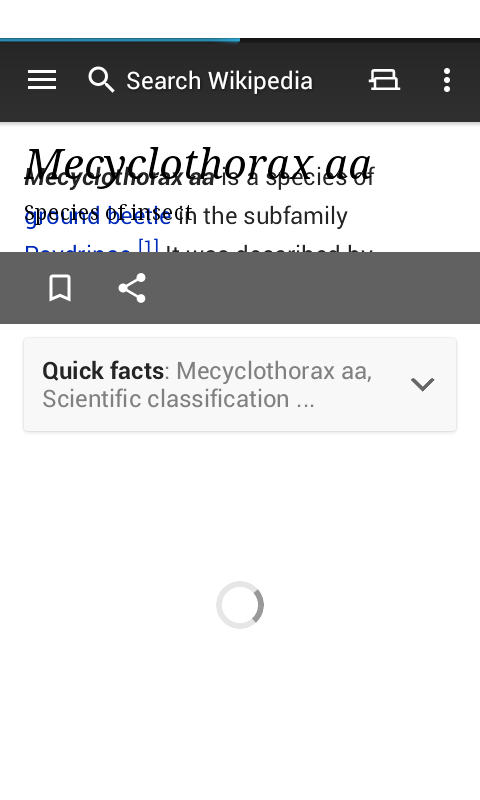 Search Wikipedia
Mecyclothorax aa
Mecyclothorax aa is a species of
Species of insect
ground beetle in the subfamily
Psydrinae.[1] It was described by
Quick facts: Mecyclothorax aa,
Scientific classification ...